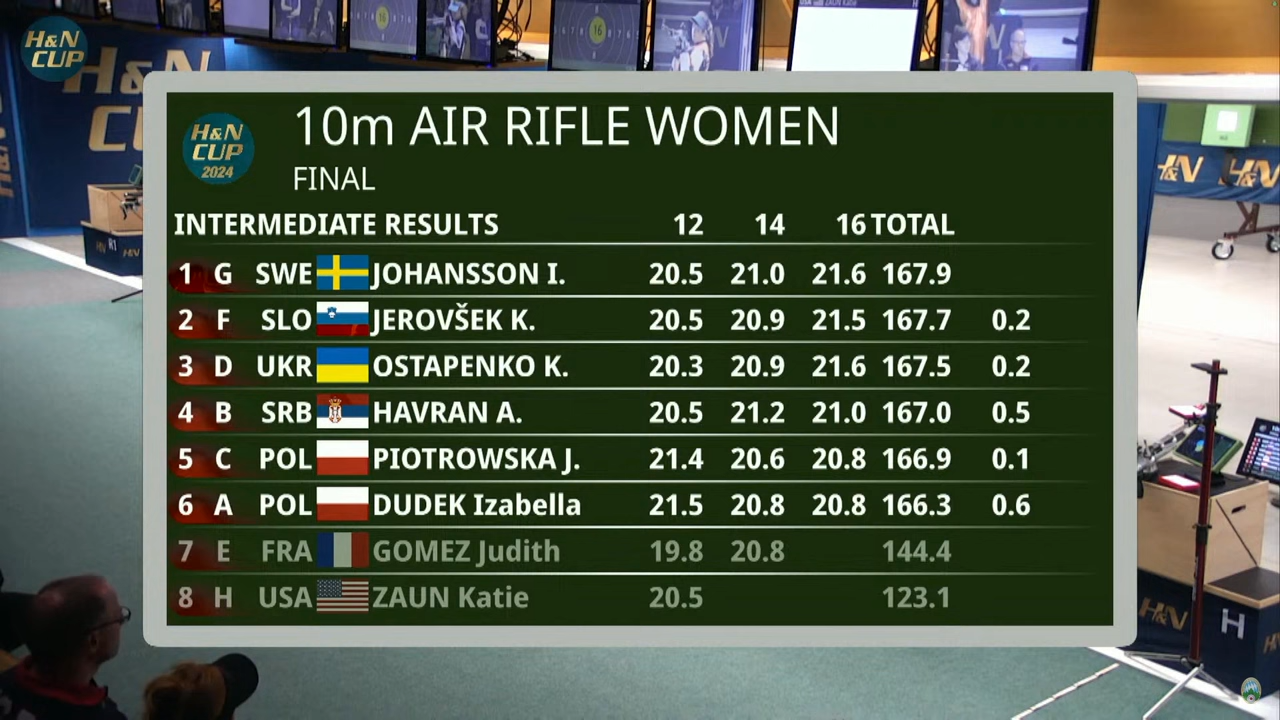 H&N
CUP
H&N
CUP
16
16
ZAUN Katie
H&N
CUP
2024
10m AIR RIFLE WOMEN
FINAL
INTERMEDIATE RESULTS 12 14 16 TOTAL
1 G SWE JOHANSSON I. 20.5 21.0 21.6 167.9
2 F SLO JEROVŠEK K. 20.5 20.9 21.5 167.7 0.2
3 D UKR OSTAPENKO K. 20.3 20.9 21.6 167.5 0.2
4 B SRB HAVRAN A. 20.5 21.2 21.0 167.0 0.5
5 C POL PIOTROWSKA J. 21.4 20.6 20.8 166.9 0.1
6 A POL DUDEK Izabella 21.5 20.8 20.8 166.3 0.6
7 E FRA GOMEZ Judith 19.8 20.8 144.4
8 H USA ZAUN Katie 20.5 123.1
H&N
H